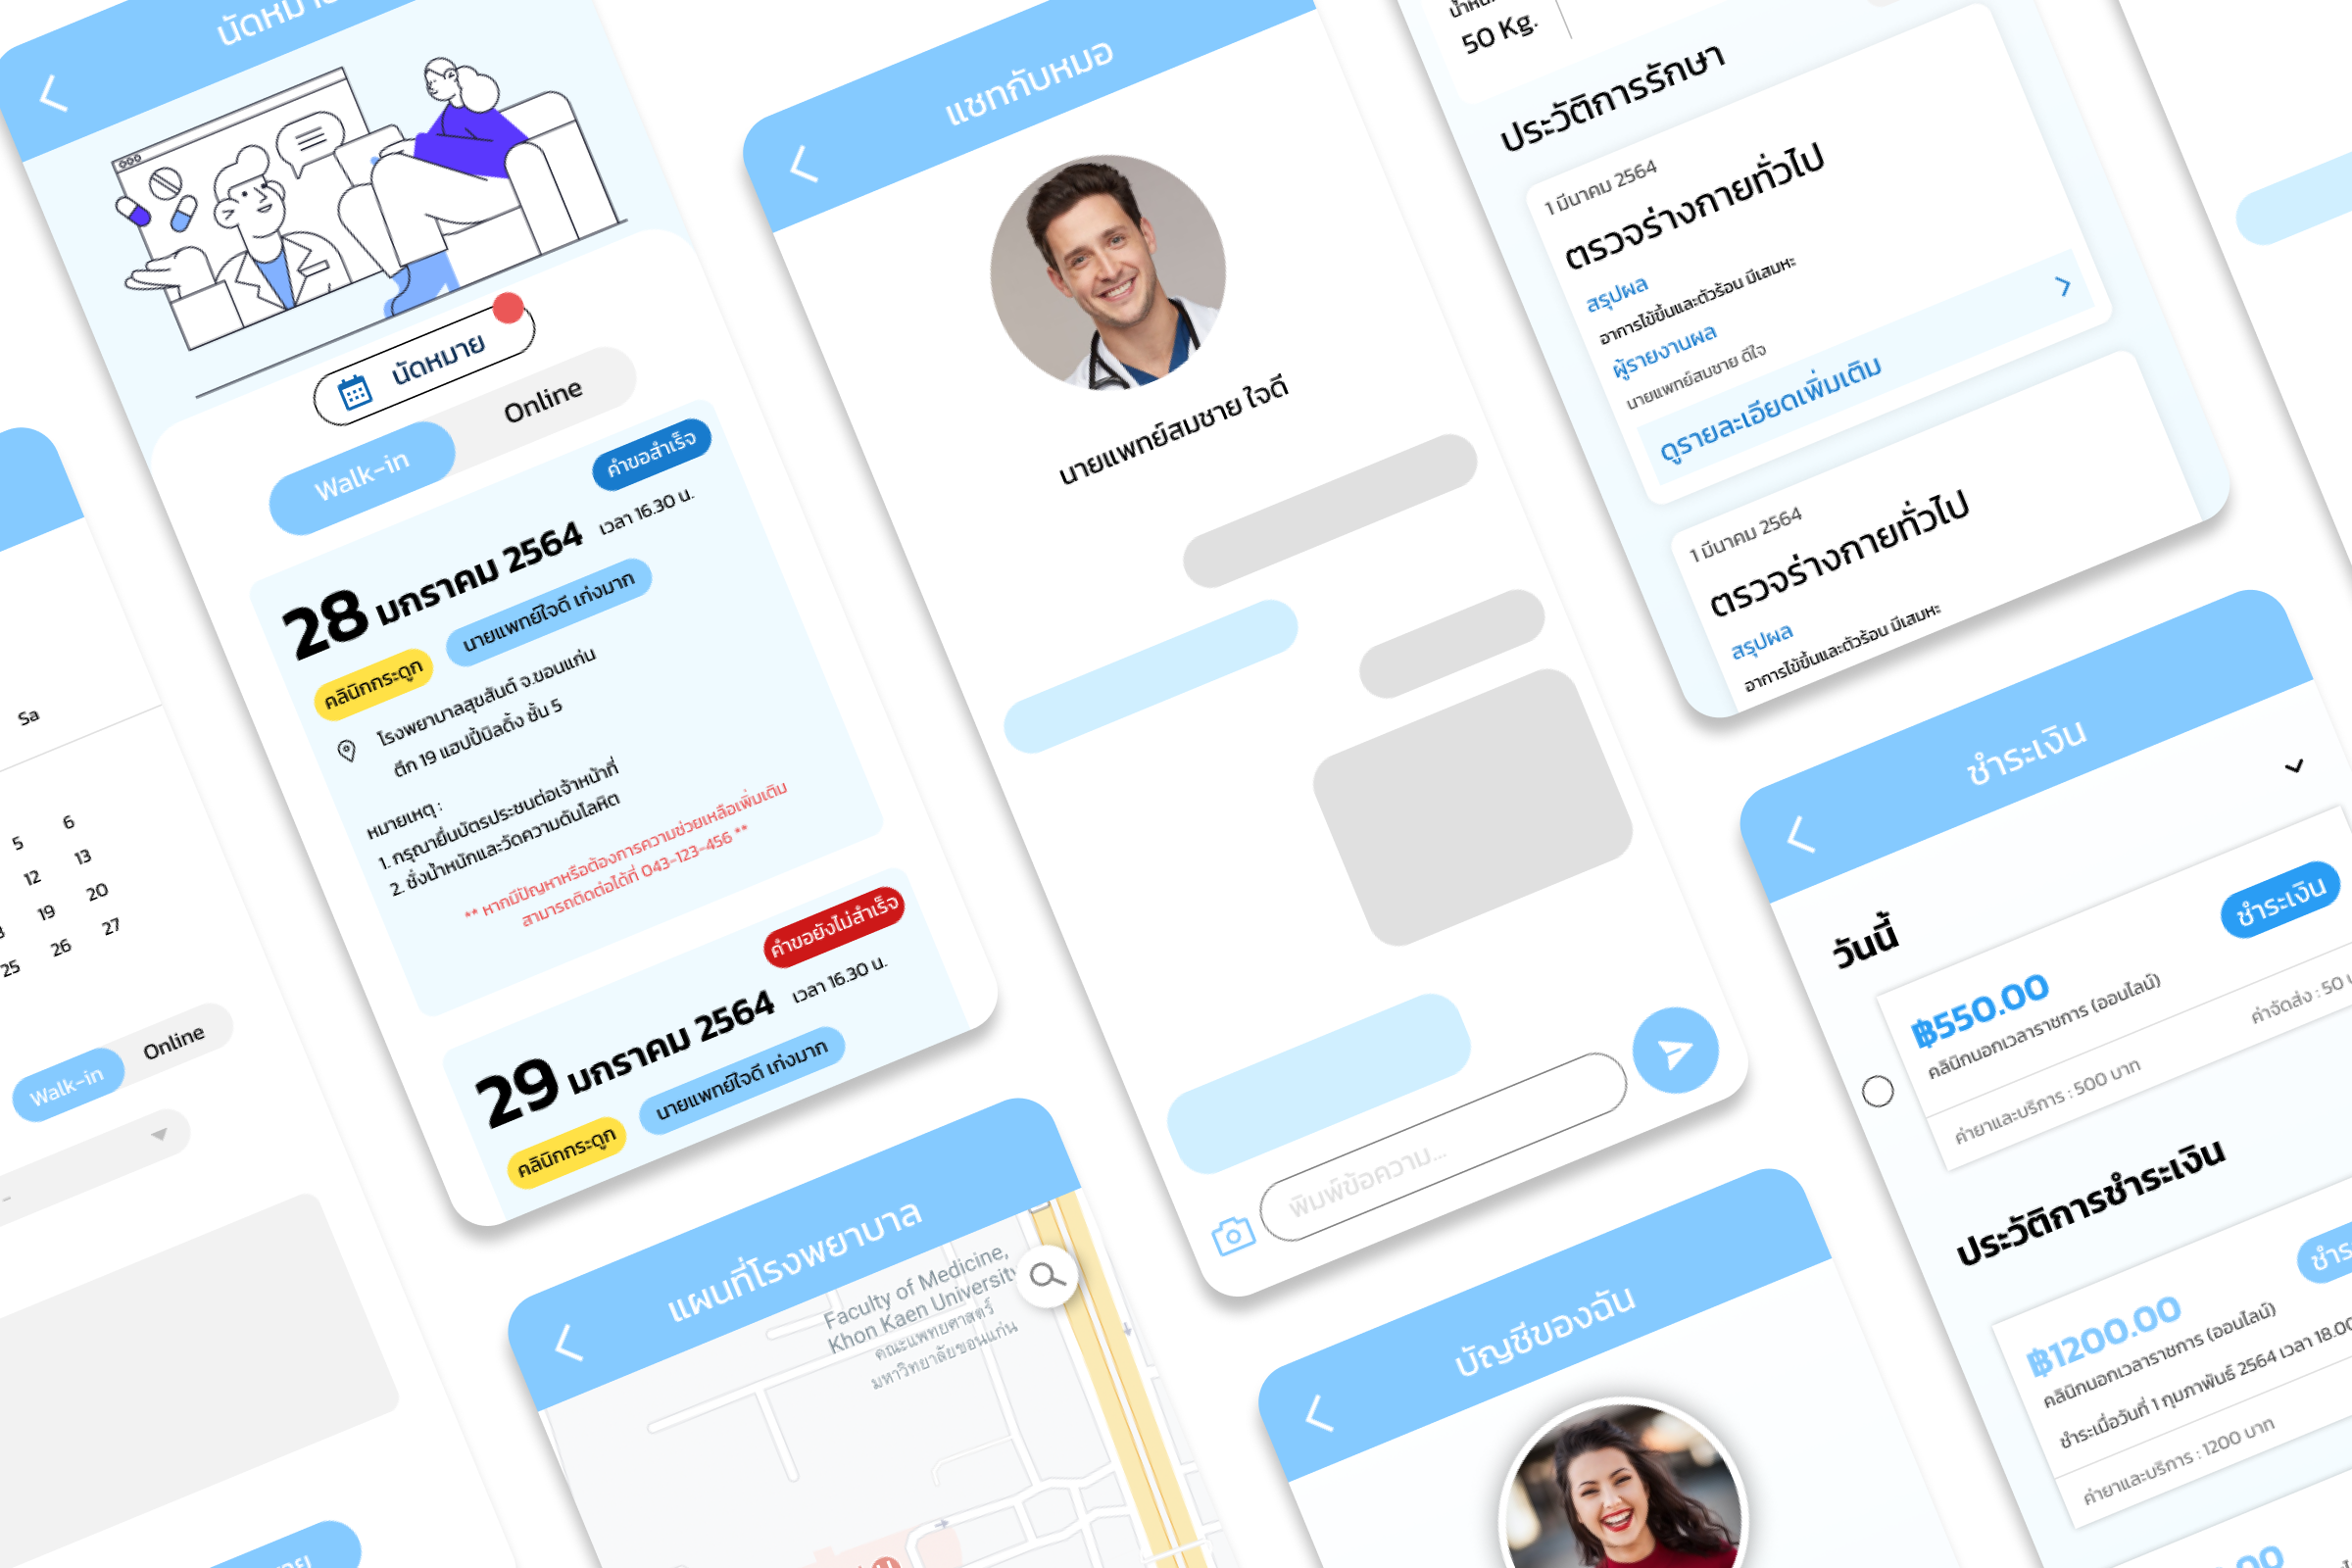 Sa
5 6
12 13
19 20
25 26 27
Walk-in Online
-
นัดหมาย
นัดหมาย
Walk-in Online
คำขอสำเร็จ
28 มกราคม 2564 เวลา 16.30 น.
คลินิกกระดูก นายแพทย์ใจดี เก่งมาก
โรงพยาบาลสุขสันต์ จ.ขอนแก่น
ตึก 19 แฮปปี้บิลดิ้ง ชั้น 5
หมายเหตุ :
1. กรุณายื่นบัตรประชนต่อเจ้าหน้าที่
2. ชั่งน้ำหนักและวัดความดันโลหิต
** หากมีปัญหาหรือต้องการความช่วยเหลือเพิ่มเติม
สามารถติดต่อได้ที่ 043-123-456 **
คำขอยังไม่สำเร็จ
29 มกราคม 2564 เวลา 16.30 น.
คลินิกกระดูก นายแพทย์ใจดี เก่งมาก
แผนที่โรงพยาบาล
Faculty of Medicine,
Khon Kaen University
คณะแพทยศาสตร์
มหาวิทยาลัยขอนแก่น
แชทกับหมอ
นายแพทย์สมชาย ใจดี
พิมพ์ข้อความ...
บัญชีของฉัน
50 Kg.
ประวัติการรักษา
1 มีนาคม 2564
ตรวจร่างกายทั่วไป
สรุปผล
อาการไข้ขึ้นและตัวร้อน มีเสมหะ
ผู้รายงานผล
นายแพทย์สมชาย ดีใจ
ดูรายละเอียดเพิ่มเติม
1 มีนาคม 2564
ตรวจร่างกายทั่วไป
สรุปผล
อาการไข้ขึ้นและตัวร้อน มีเสมหะ
ชำระเงิน
วันนี้
ชำระเงิน
฿550.00
คลินิกนอกเวลาราชการ (ออนไลน์)
ค่ายาและบริการ : 500 บาท ค่าจัดส่ง : 50
ประวัติการชำระเงิน
฿1200.00
คลินิกนอกเวลาราชการ (ออนไลน์)
ชำระเมื่อวันที่ 1 กุมภาพันธ์ 2564 เวลา 18.00
ค่ายาและบริการ : 1200 บาท